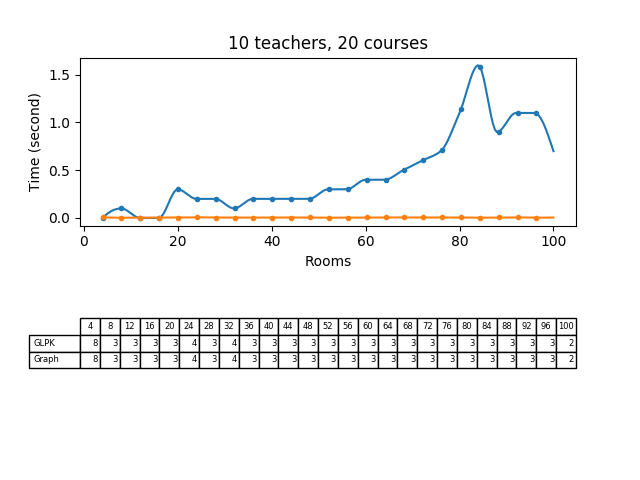 10 teachers, 20 courses
1.5
1.0
0.5
0.0
Time (second)
0 20 40 60 80 100
Rooms
4 8 12 16 20 24 28 32 36 40 44 48 52 56 60 64 68 72 76 80 84 88 92 96 100
GLPK 8 3 3 3 3 4 3 4 3 3 3 3 3 3 3 3 3 3 3 3 3 3 3 3 2
Graph 8 3 3 3 3 4 3 4 3 3 3 3 3 3 3 3 3 3 3 3 3 3 3 3 2